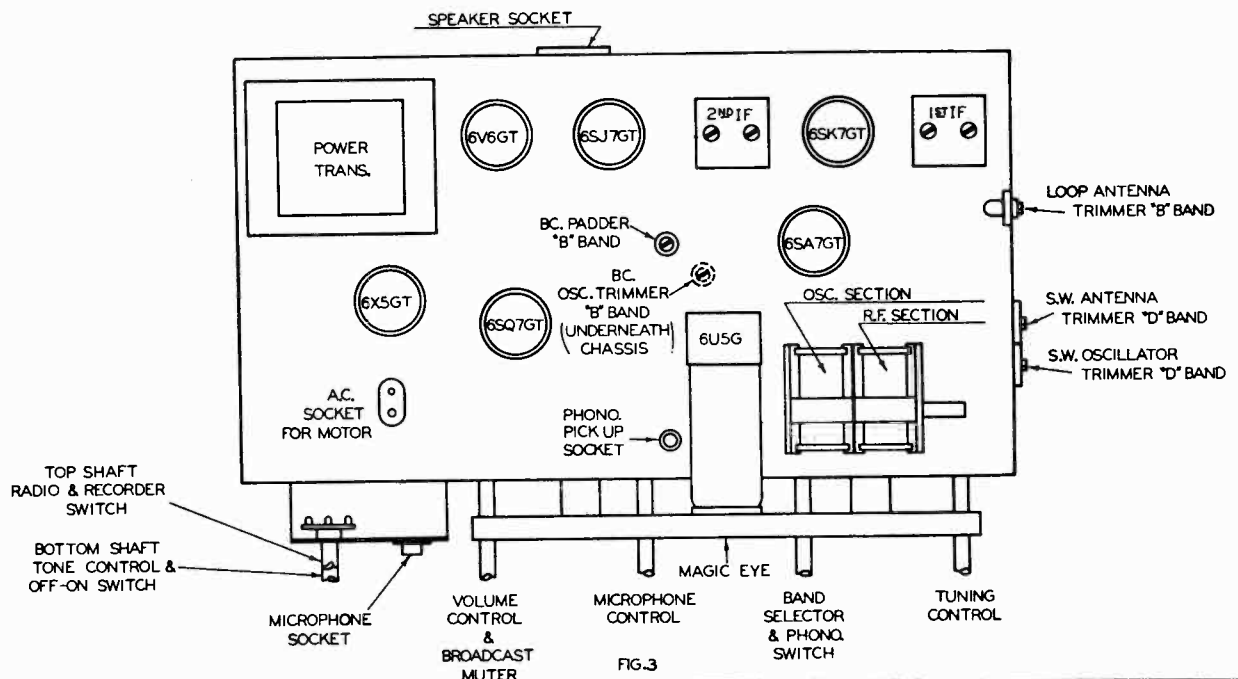 SPEAKER SOCKET
POWER
TRANS.
6V6GT
6SJ7GT
2ND IF
6SK7GT
1ST IF
LOOP ANTENNA
TRIMMER "B" BAND
BC. PADDER
"B" BAND
6SA7GT
BC.
OSC. TRIMMER
"B" BAND
(UNDERNEATH)
CHASSIS
6X5GT
6SQ7GT
6U5G
OSC. SECTION
R.F. SECTION
S.W. ANTENNA
TRIMMER "D" BAND
S.W. OSCILLATOR
TRIMMER "D" BAND
A.C.
SOCKET
FOR MOTOR
PHONO.
PICK UP
SOCKET
TOP SHAFT
RADIO & RECORDER
SWITCH
BOTTOM SHAFT
TONE CONTROL &
OFF-ON SWITCH
MICROPHONE
SOCKET
VOLUME
CONTROL
&
BROADCAST
MUTER
MICROPHONE
CONTROL
MAGIC EYE
BAND
SELECTOR
& PHONO.
SWITCH
TUNING
CONTROL
FIG.3